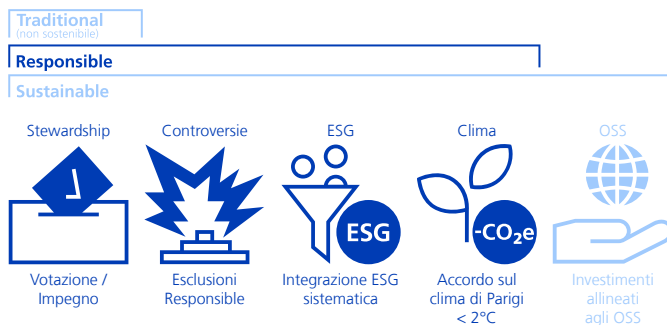 Traditional
(non sostenibile)
Responsible
Sustainable
Stewardship
Controversie
ESG
Clima
OSS
ESG
-CO₂e
Votazione /
Impegno
Esclusioni
Responsible
Integrazione ESG
sistematica
Accordo sul
clima di Parigi
< 2°C
Investimenti
allineati
agli OSS